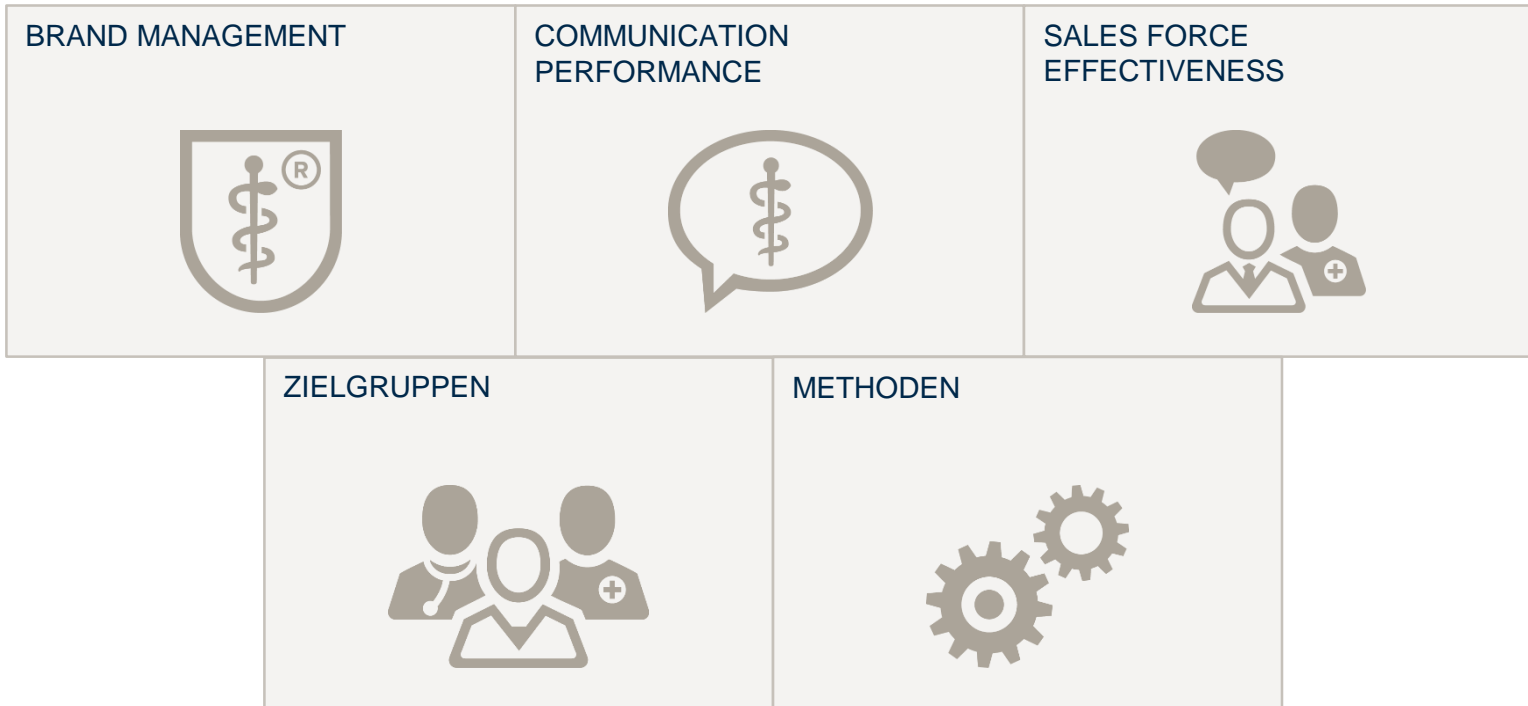 BRAND MANAGEMENT
COMMUNICATION
PERFORMANCE
SALES FORCE
EFFECTIVENESS
R
ZIELGRUPPEN
METHODEN